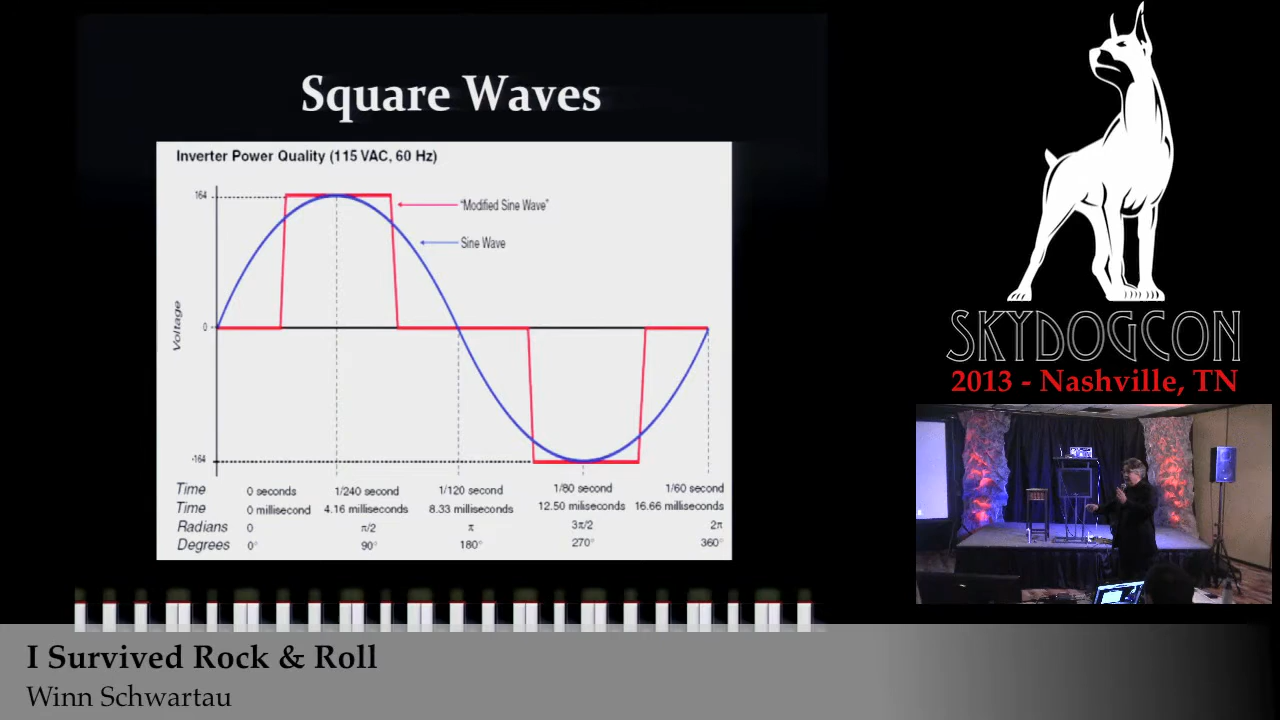 Square Waves
Inverter Power Quality (115 VAC, 60 Hz)
164
"Modified Sine Wave"
Sine Wave
Voltage
0
-164
Time 0 seconds 1/240 second 1/120 second 1/80 second 1/60 second
Time 0 millisecond 4.16 milliseconds 8.33 milliseconds 12.50 miliseconds 16.66 milliseconds
Radians 0 π/2 π 3π/2 2π
Degrees 0° 90° 180° 270° 360°
SKYDOGCON
2013 - Nashville, TN
I Survived Rock & Roll
Winn Schwartau